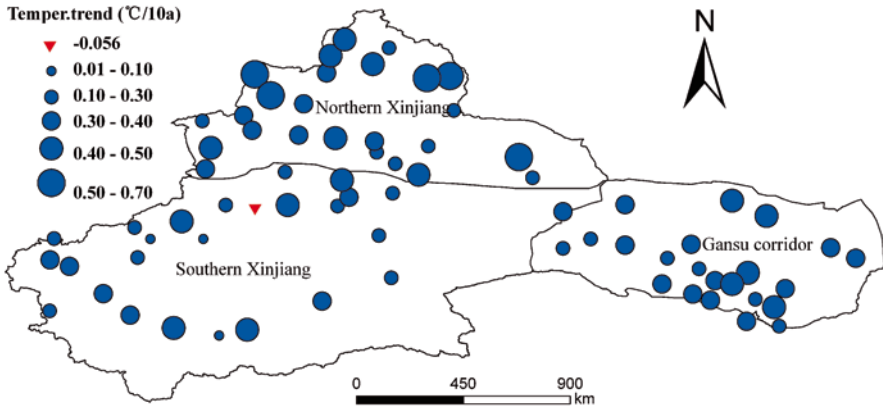 Temper.trend (℃/10a)
-0.056
0.01 - 0.10
0.10 - 0.30
0.30 - 0.40
0.40 - 0.50
0.50 - 0.70
N
Northern Xinjiang
Gansu corridor
Southern Xinjiang
0 450 900
km